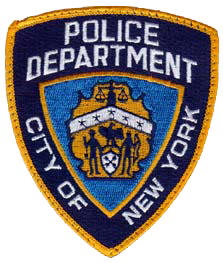 POLICE
DEPARTMENT
CITY OF
NEW YORK